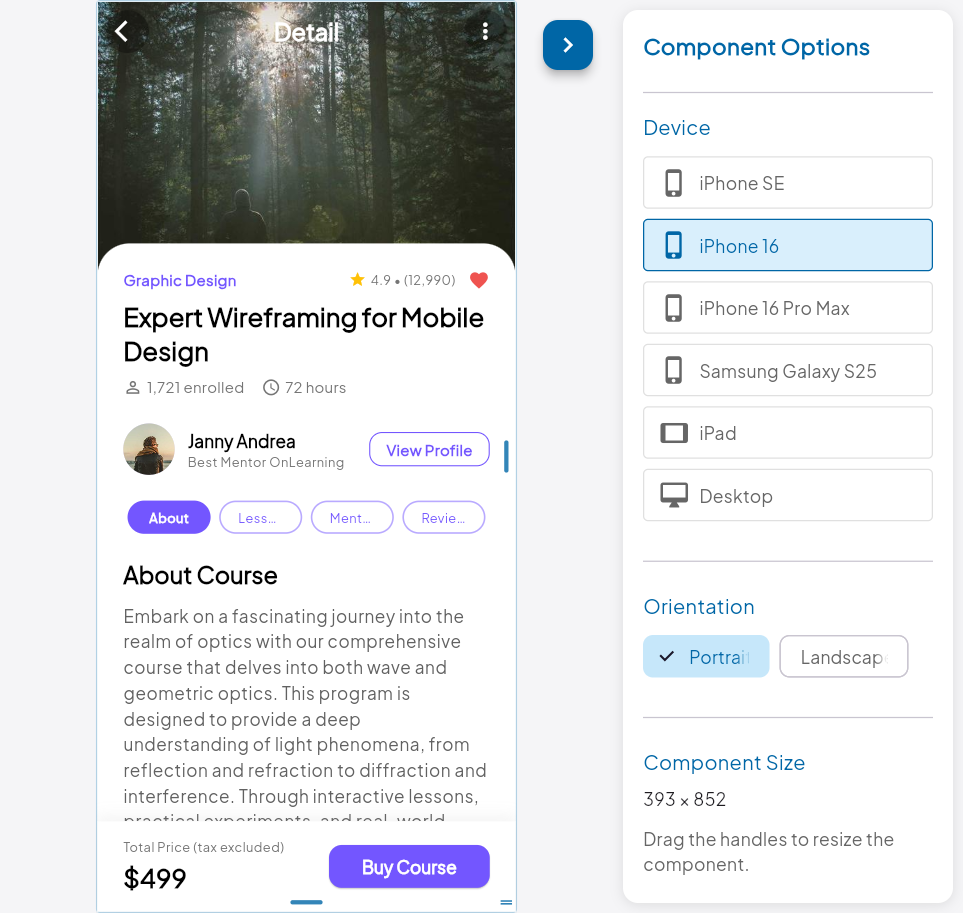 Detail
Graphic Design
4.9 • (12,990)
Expert Wireframing for Mobile
Design
1,721 enrolled
72 hours
Janny Andrea
Best Mentor OnLearning
View Profile
About
Less...
Ment...
Revie...
About Course
Embark on a fascinating journey into the
realm of optics with our comprehensive
course that delves into both wave and
geometric optics. This program is
designed to provide a deep
understanding of light phenomena, from
reflection and refraction to diffraction and
interference. Through interactive lessons,
practical experiments, and real-world
Total Price (tax excluded)
$499
Buy Course
Component Options
Device
iPhone SE
iPhone 16
iPhone 16 Pro Max
Samsung Galaxy S25
iPad
Desktop
Orientation
Portrait
Landscap
Component Size
393 × 852
Drag the handles to resize the
component.